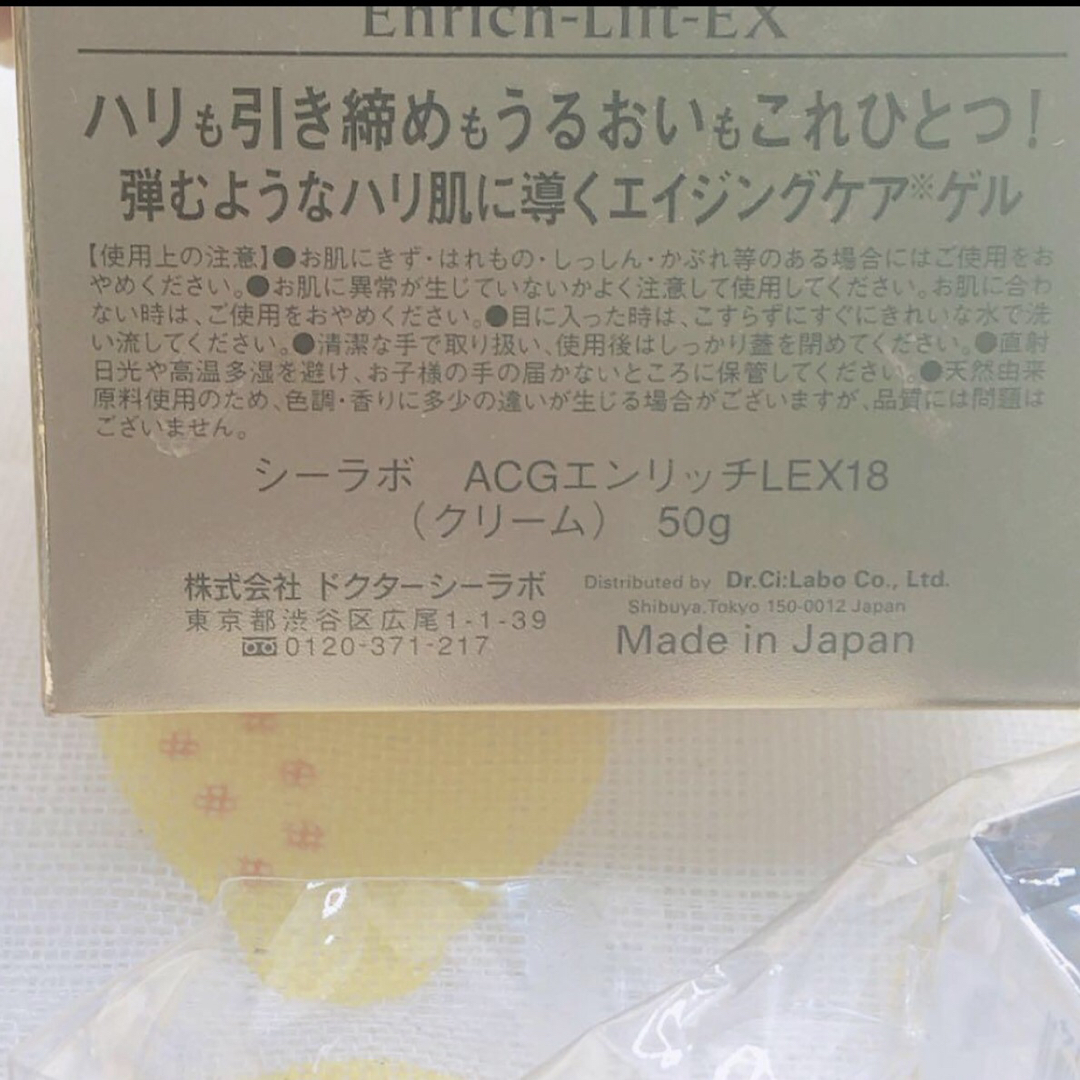 Enrich-Lift-EX
ハリも引き締めもうるおいもこれひとつ!
弾むようなハリ肌に導くエイジングケア※ゲル
【使用上の注意】●お肌にきず・はれもの・しっしん・かぶれ等のある場合にはご使用をお
やめください。●お肌に異常が生じていないかよく注意して使用してください。お肌に合わ
ない時は、ご使用をおやめください。●目に入った時は、こすらずにすぐにきれいな水で洗
い流してください。●清潔な手で取り扱い、使用後はしっかり蓋を閉めてください。●直射
日光や高温多湿を避け、お子様の手の届かないところに保管してください。●天然由来
原料使用のため、色調・香りに多少の違いが生じる場合がございますが、品質には問題は
ございません。
シーラボ ACGエンリッチLEX18
(クリーム) 50g
株式会社 ドクターシーラボ
東京都渋谷区広尾1-1-39
0120-371-217
Distributed by Dr.Ci:Labo Co., Ltd.
Shibuya,Tokyo 150-0012 Japan
Made in Japan